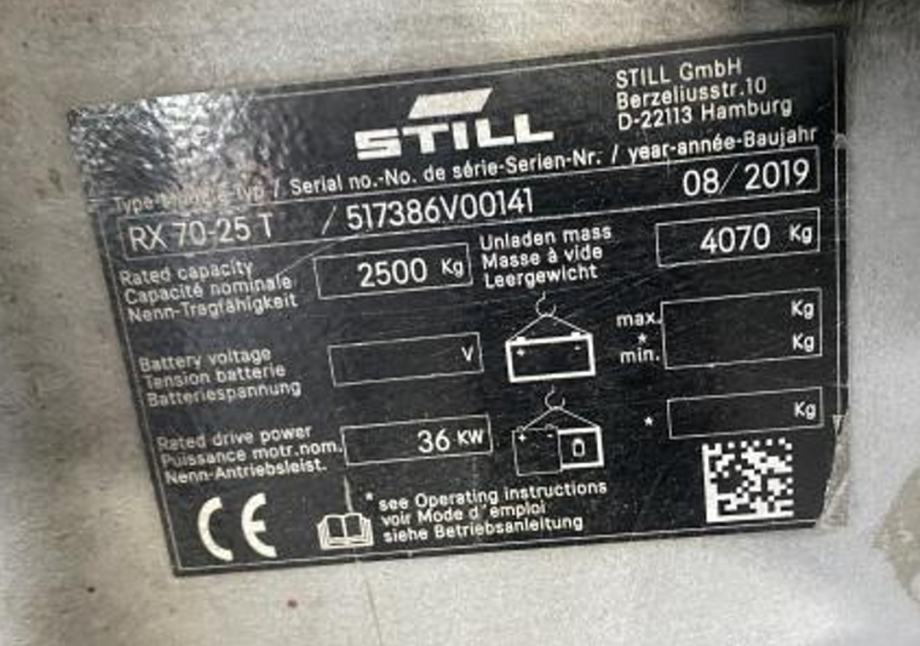 STILL
STILL GmbH
Berzeliusstr.10
D-22113 Hamburg
Type-Modèle-Typ / Serial no.-No. de série-Serien-Nr. / year-année-Baujahr
RX 70-25 T / 517386V00141 08/2019
Rated capacity
Capacité nominale
Nenn-Tragfähigkeit
2500 Kg
Unladen mass
Masse à vide
Leergewicht
4070 Kg
Battery voltage
Tension batterie
Batteriespannung
V
+ -
max.
*
min.
Kg
Kg
Rated drive power
Puissance motr.nom.
Nenn-Antriebsleist.
36 KW
+ -
* Kg
CE
* see Operating instructions
voir Mode d'emploi
siehe Betriebsanleitung